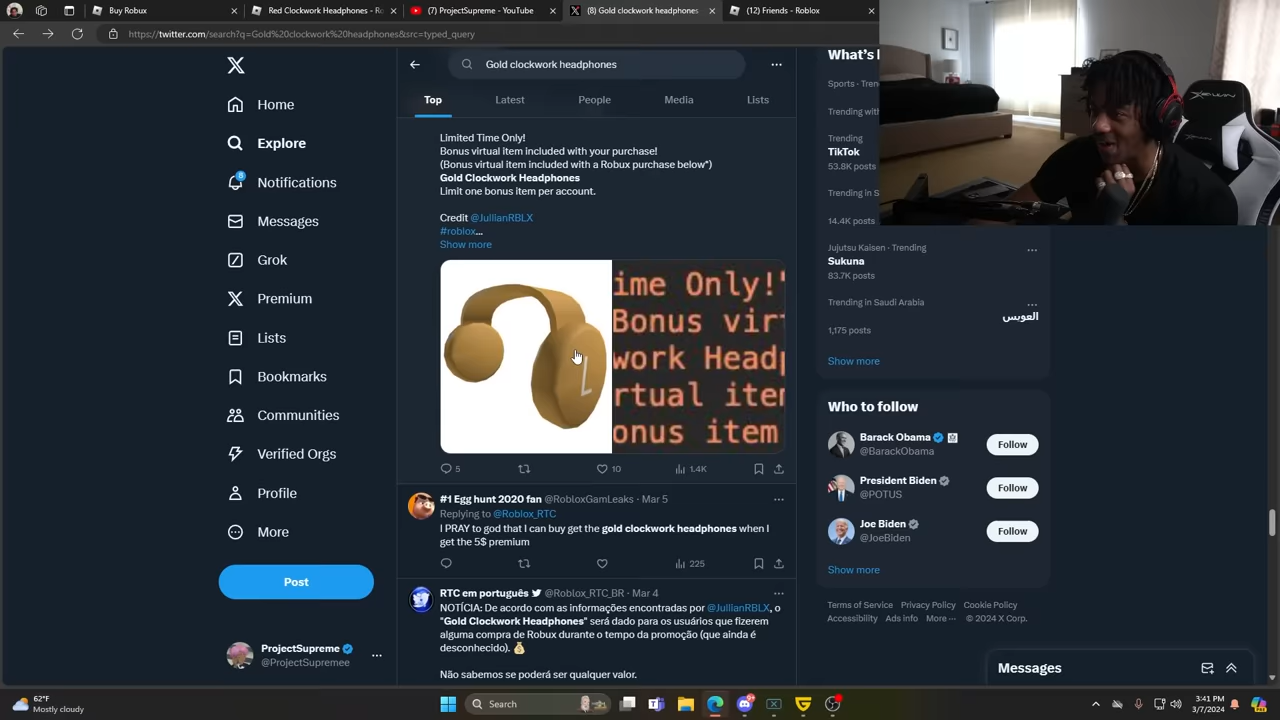 Buy Robux
Red Clockwork Headphones - Ro
(7) ProjectSupreme - YouTube
(8) Gold clockwork headphones
(12) Friends - Roblox
https://twitter.com/search?q=Gold%20clockwork%20headphones&src=typed_query
Home
Explore
8
Notifications
Messages
Grok
Premium
Lists
Bookmarks
Communities
Verified Orgs
Profile
More
Post
ProjectSupreme
@ProjectSupremee
Gold clockwork headphones
Top
Latest
People
Media
Lists
Limited Time Only!
Bonus virtual item included with your purchase!
(Bonus virtual item included with a Robux purchase below")
Gold Clockwork Headphones
Limit one bonus item per account.
Credit @JullianRBLX
#roblox...
Show more
L
ime Only!"
Bonus virt
work Head
rtual iter
onus item
5
10
1.4K
#1 Egg hunt 2020 fan @RobloxGamLeaks · Mar 5
Replying to @Roblox_RTC
I PRAY to god that I can buy get the gold clockwork headphones when I
get the 5$ premium
225
RTC em português @Roblox_RTC_BR · Mar 4
NOTÍCIA: De acordo com as informações encontradas por @JullianRBLX, o
"Gold Clockwork Headphones" será dado para os usuários que fizerem
alguma compra de Robux durante o tempo da promoção (que ainda é
desconhecido).
Não sabemos se poderá ser qualquer valor.
What's
Sports · Tren
Trending with
Trending
TikTok
53.8K posts
Trending in S
14.4K posts
Jujutsu Kaisen · Trending
Sukuna
83.7K posts
Trending in Saudi Arabia
العويس
1,175 posts
Show more
Who to follow
Barack Obama
@BarackObama
Follow
President Biden
@POTUS
Follow
Joe Biden
@JoeBiden
Follow
Show more
Terms of Service Privacy Policy Cookie Policy
Accessibility Ads info More ··· © 2024 X Corp.
Messages
62°F
Mostly cloudy
Search
3:41 PM
3/7/2024